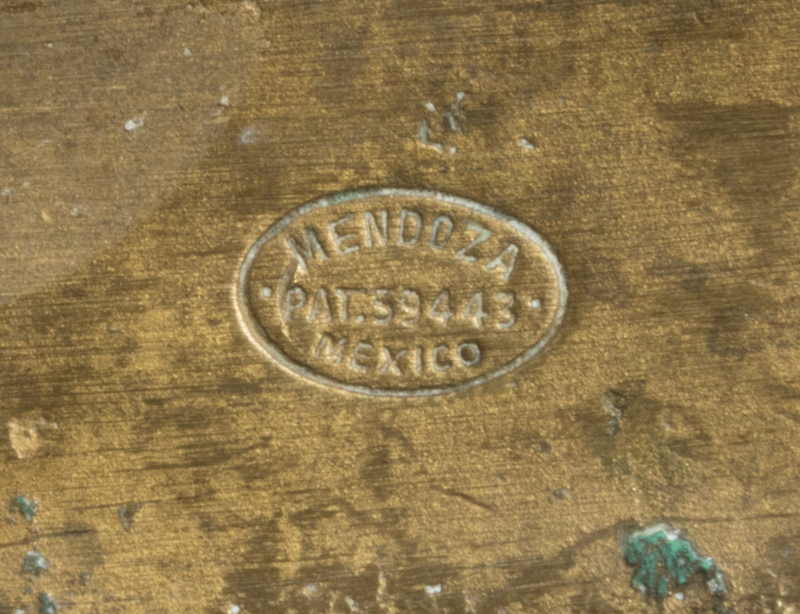 MENDOZA
· PAT.59443 ·
MEXICO